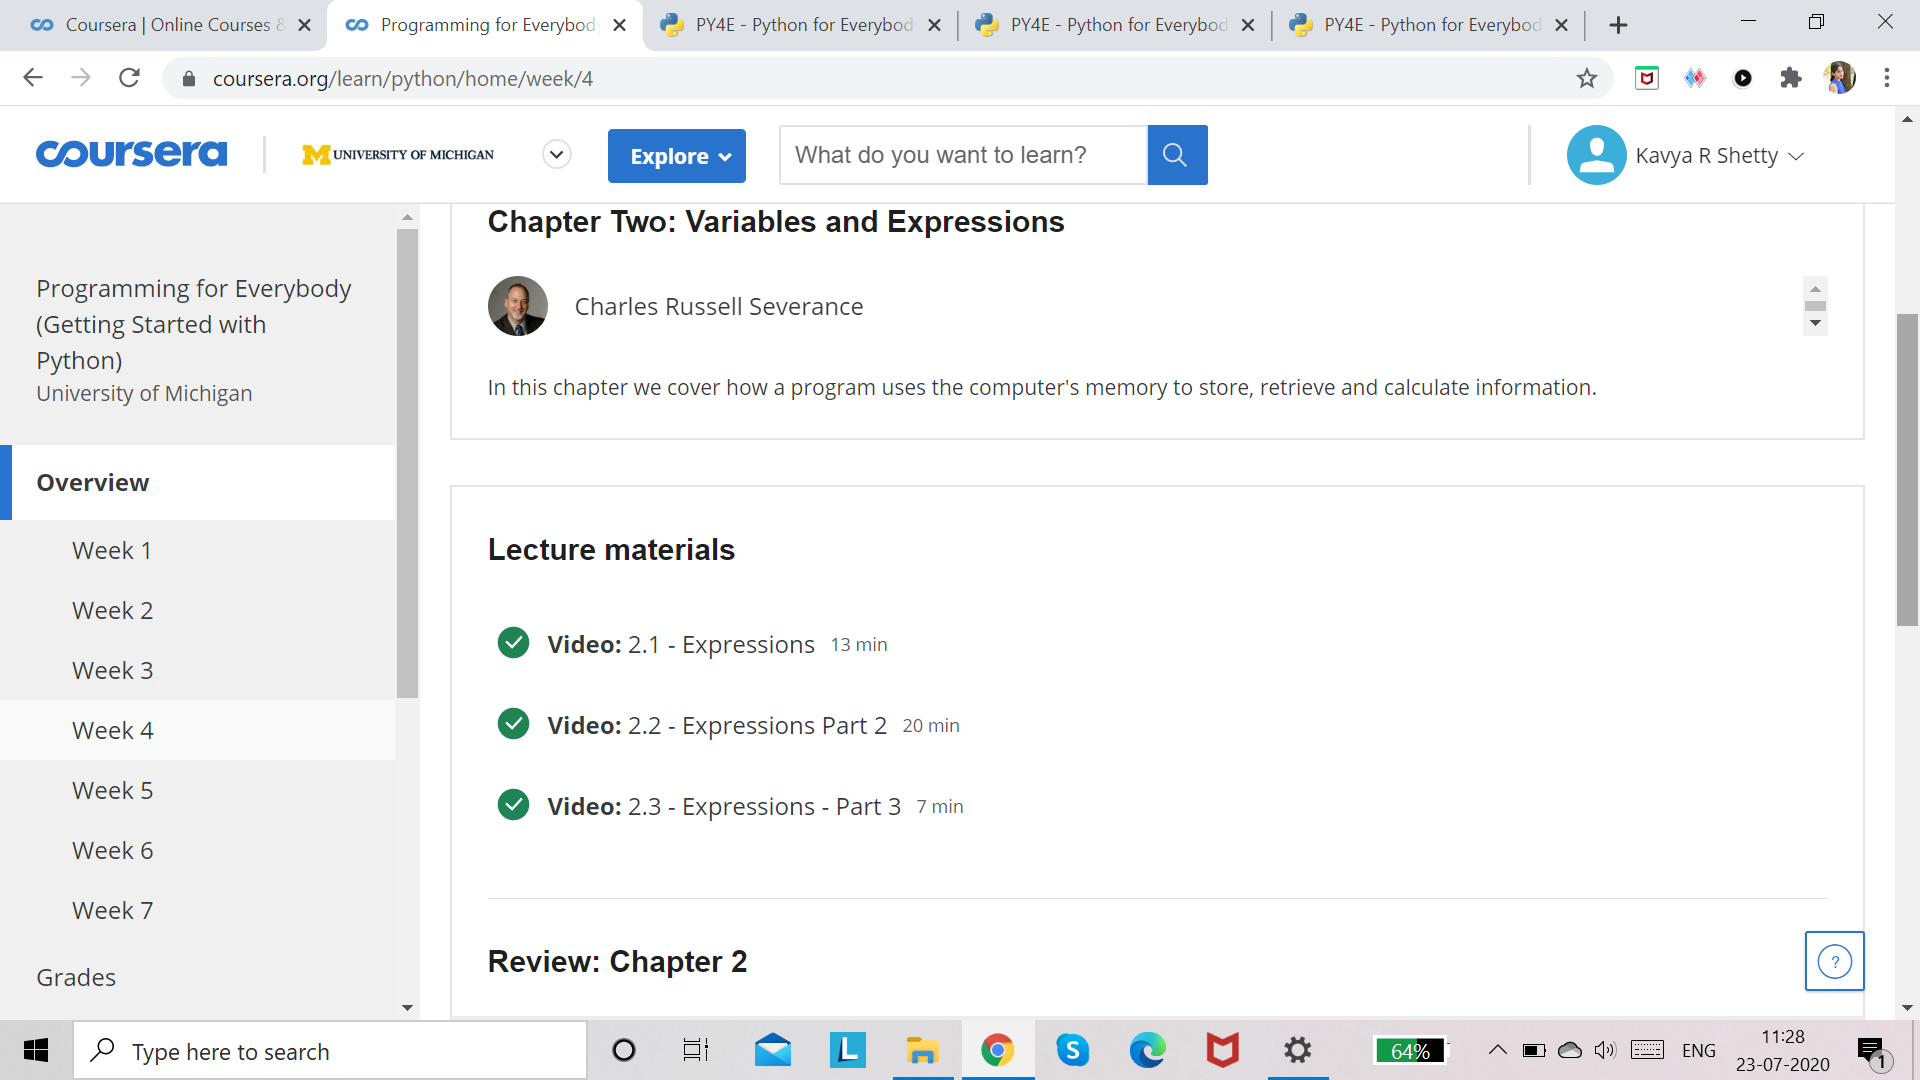 Coursera | Online Courses &
Programming for Everybody
PY4E - Python for Everybod
PY4E - Python for Everybod
PY4E - Python for Everybod
coursera.org/learn/python/home/week/4
coursera
M UNIVERSITY OF MICHIGAN
Explore
What do you want to learn?
Kavya R Shetty
Programming for Everybody
(Getting Started with
Python)
University of Michigan
Overview
Week 1
Week 2
Week 3
Week 4
Week 5
Week 6
Week 7
Grades
Chapter Two: Variables and Expressions
Charles Russell Severance
In this chapter we cover how a program uses the computer's memory to store, retrieve and calculate information.
Lecture materials
Video: 2.1 - Expressions 13 min
Video: 2.2 - Expressions Part 2 20 min
Video: 2.3 - Expressions - Part 3 7 min
Review: Chapter 2
?
Type here to search
L
S
64%
ENG
11:28
23-07-2020
1